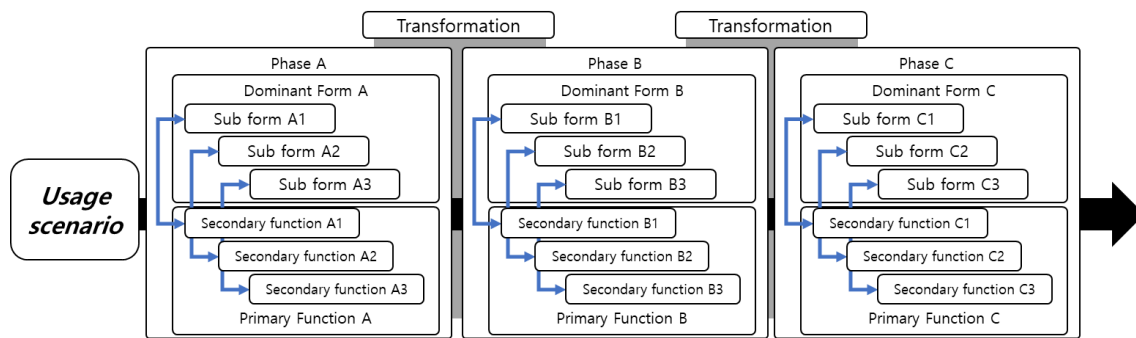 Transformation
Transformation
Phase A
Dominant Form A
Sub form A1
Sub form A2
Sub form A3
Secondary function A1
Secondary function A2
Secondary function A3
Primary Function A
Phase B
Dominant Form B
Sub form B1
Sub form B2
Sub form B3
Secondary function B1
Secondary function B2
Secondary function B3
Primary Function B
Phase C
Dominant Form C
Sub form C1
Sub form C2
Sub form C3
Secondary function C1
Secondary function C2
Secondary function C3
Primary Function C
Usage
scenario